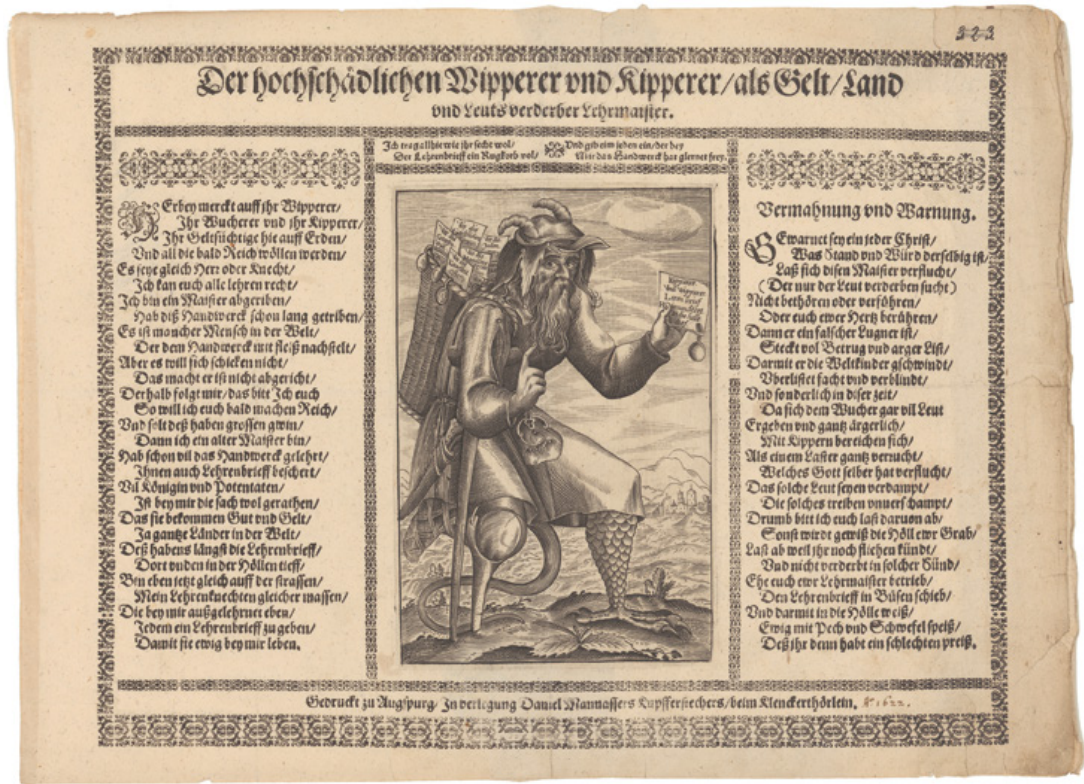 323
Der hochschädlichen Wipperer vnd Kipperer/als Gelt/Land
vnd Leuts verderber Lehrmaister.
Ich trag allhie wie jhr secht wol/
Der Lehrenbrieff ein Rugkorb vol/
Vnd gib eim jeden ein/der bey
Mir das Handwerck hat glernet frey.
HErbey merckt auff jhr Wipperer/
Ihr Wucherer vnd jhr Kipperer/
Ihr Geltsüchtige hie auff Erden/
Vnd all die bald Reich wöllen werden/
Es seye gleich Herr oder Knecht/
Ich kan euch alle lehren recht/
Ich bin ein Maister abgeriben/
Hab diß Handwerck schon lang getriben/
Es ist mancher Mensch in der Welt/
Der dem Handwerck mit fleiß nachstelt/
Aber es will sich schicken nicht/
Das macht er ist nicht abgericht/
Derhalb folgt mir/das bitt Ich euch
So will ich euch bald machen Reich/
Vnd solt deß haben grossen gwin/
Dann ich ein alter Maister bin/
Hab schon vil das Handwerck gelehrt/
Ihnen auch Lehrenbrieff beschert/
Vil Königin vnd Potentaten/
Ist bey mir die sach wol gerathen/
Das sie bekommen Gut vnd Gelt/
Ja gantze Länder in der Welt/
Deß habens längst die Lehrenbrieff/
Dort vnden in der Höllen tieff/
Bin eben jetzt gleich auff der strassen/
Mein Lehrenknechten gleicher massen/
Die bey mir außgelehrnet eben/
Jedem ein Lehrenbrieff zu geben/
Damit sie ewig bey mir leben.
Vermahnung vnd Warnung.
GEwarnet sey ein jeder Christ/
Was Stand vnd Würd derselbig ist/
Laß sich disen Maister verflucht/
(Der nur der Leut verderben sucht)
Nicht bethören oder verführen/
Oder euch ewer Hertz berühren/
Dann er ein falscher Lugner ist/
Steckt vol Betrug vnd arger List/
Darmit er die Weltkinder gschwindt/
Vberlistet facht vnd verblindt/
Vnd sonderlich in diser zeit/
Da sich dem Wucher gar vil Leut
Ergeben vnd gantz ärgerlich/
Mit Kippern bereichen sich/
Als einem Laster gantz verrucht/
Welches Gott selber hat verflucht/
Das solche Leut seyen verdampt/
Die solches treiben vnuerschampt/
Drumb bitt ich euch last daruon ab/
Sonst wirdt gewiß die Höll ewr Grab/
Last ab weil jhr noch fliehen kündt/
Vnd nicht verderbt in solcher Sünd/
Ehe euch ewr Lehrmaister betrieb/
Den Lehrenbrieff in Büsen schieb/
Vnd darmit in die Hölle weiß/
Ewig mit Pech vnd Schwefel speiß/
Deß jhr denn habt ein schlechten preiß.
Gedruckt zu Augspurg/ In verlegung Daniel Mannassers Kupfferstechers/beim Klenckerthörlein. 1622.